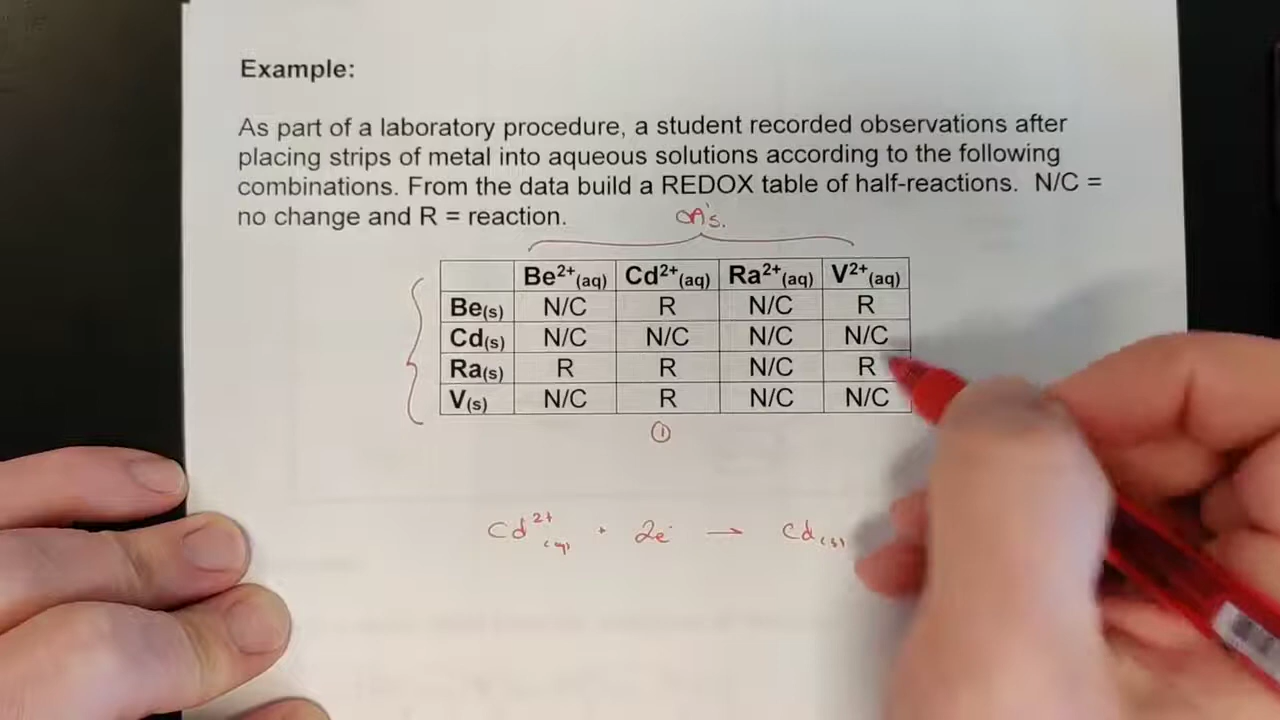 Example:
As part of a laboratory procedure, a student recorded observations after
placing strips of metal into aqueous solutions according to the following
combinations. From the data build a REDOX table of half-reactions. N/C =
no change and R = reaction.
OA's.
Be²⁺(aq) Cd²⁺(aq) Ra²⁺(aq) V²⁺(aq)
Be(s) N/C R N/C R
Cd(s) N/C N/C N/C N/C
Ra(s) R R N/C R
V(s) N/C R N/C N/C
①
Cd²⁺(aq) + 2e⁻ → Cd(s)